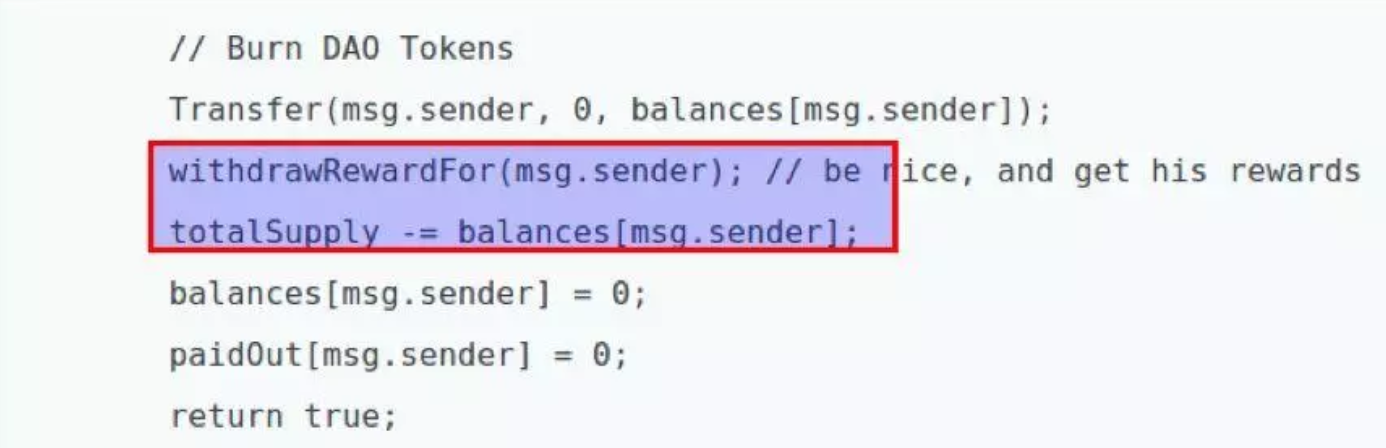 // Burn DAO Tokens
Transfer(msg.sender, 0, balances[msg.sender]);
withdrawRewardFor(msg.sender); // be nice, and get his rewards
totalSupply -= balances[msg.sender];
balances[msg.sender] = 0;
paidOut[msg.sender] = 0;
return true;